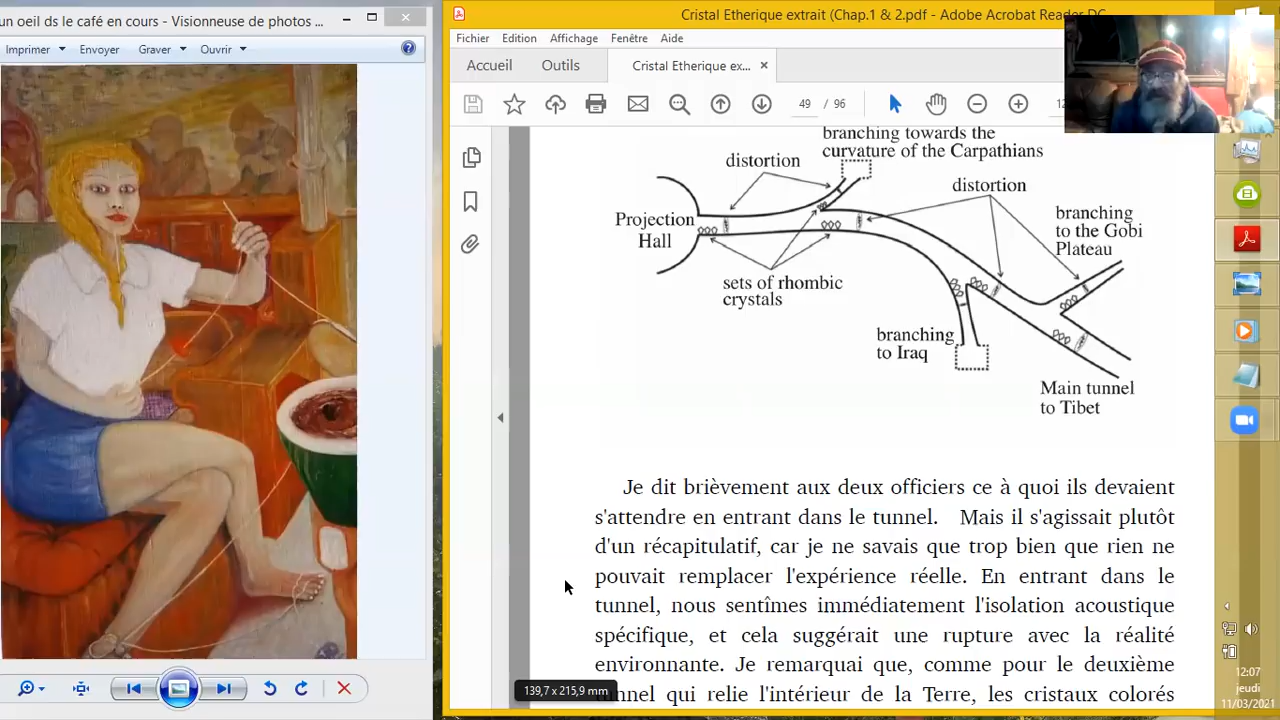 un oeil ds le café en cours - Visionneuse de photos ...
Imprimer Envoyer Graver Ouvrir
Cristal Etherique extrait (Chap.1 & 2.pdf - Adobe Acrobat Reader DC
Fichier Edition Affichage Fenêtre Aide
Accueil Outils Cristal Etherique ex...
49 / 96
branching towards the
curvature of the Carpathians
distortion
distortion
branching
to the Gobi
Plateau
Projection
Hall
sets of rhombic
crystals
branching
to Iraq
Main tunnel
to Tibet
Je dit brièvement aux deux officiers ce à quoi ils devaient
s'attendre en entrant dans le tunnel. Mais il s'agissait plutôt
d'un récapitulatif, car je ne savais que trop bien que rien ne
pouvait remplacer l'expérience réelle. En entrant dans le
tunnel, nous sentîmes immédiatement l'isolation acoustique
spécifique, et cela suggérait une rupture avec la réalité
environnante. Je remarquai que, comme pour le deuxième
tunnel qui relie l'intérieur de la Terre, les cristaux colorés
139,7 x 215,9 mm
12:07
jeudi
11/03/2021